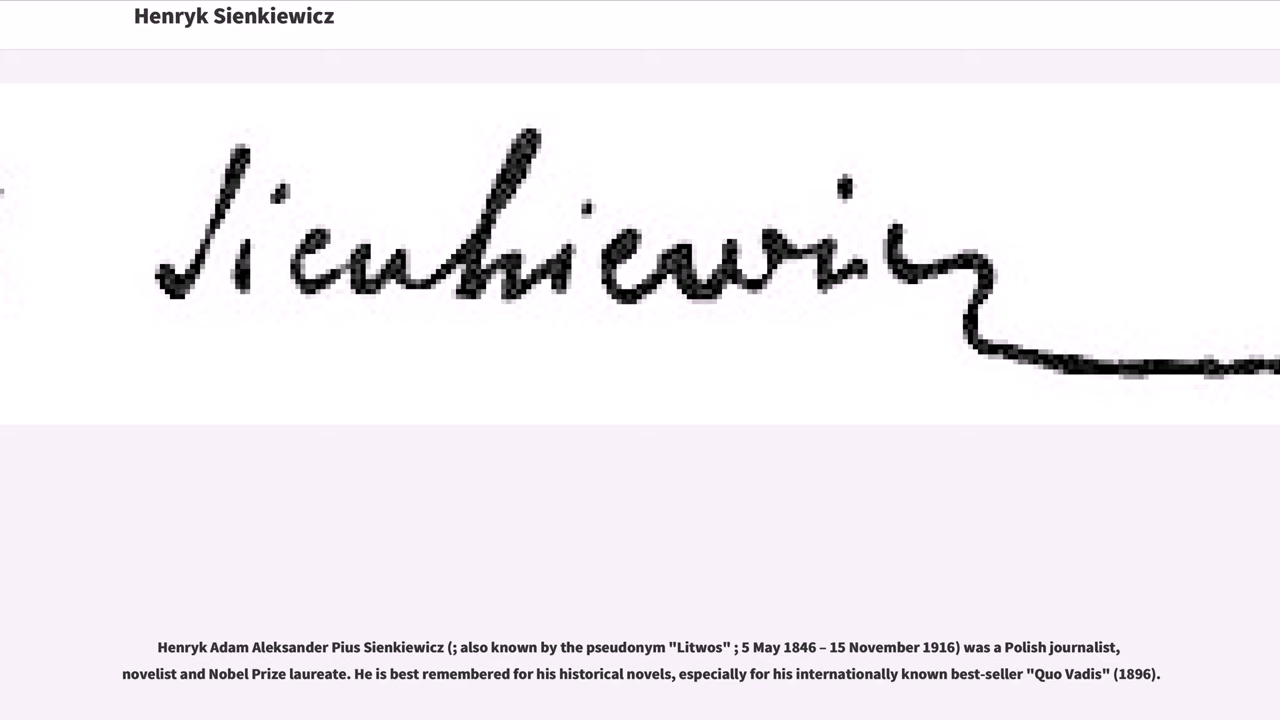 Henryk Sienkiewicz
Sienkiewicz
Henryk Adam Aleksander Pius Sienkiewicz (; also known by the pseudonym "Litwos" ; 5 May 1846 – 15 November 1916) was a Polish journalist,
novelist and Nobel Prize laureate. He is best remembered for his historical novels, especially for his internationally known best-seller "Quo Vadis" (1896).